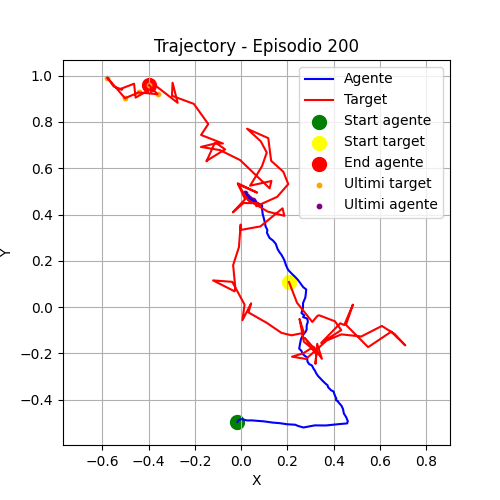 Trajectory - Episodio 200
Agente
Target
Start agente
Start target
End agente
Ultimi target
Ultimi agente
Y
1.0
0.8
0.6
0.4
0.2
0.0
−0.2
−0.4
−0.6 −0.4 −0.2 0.0 0.2 0.4 0.6 0.8
X